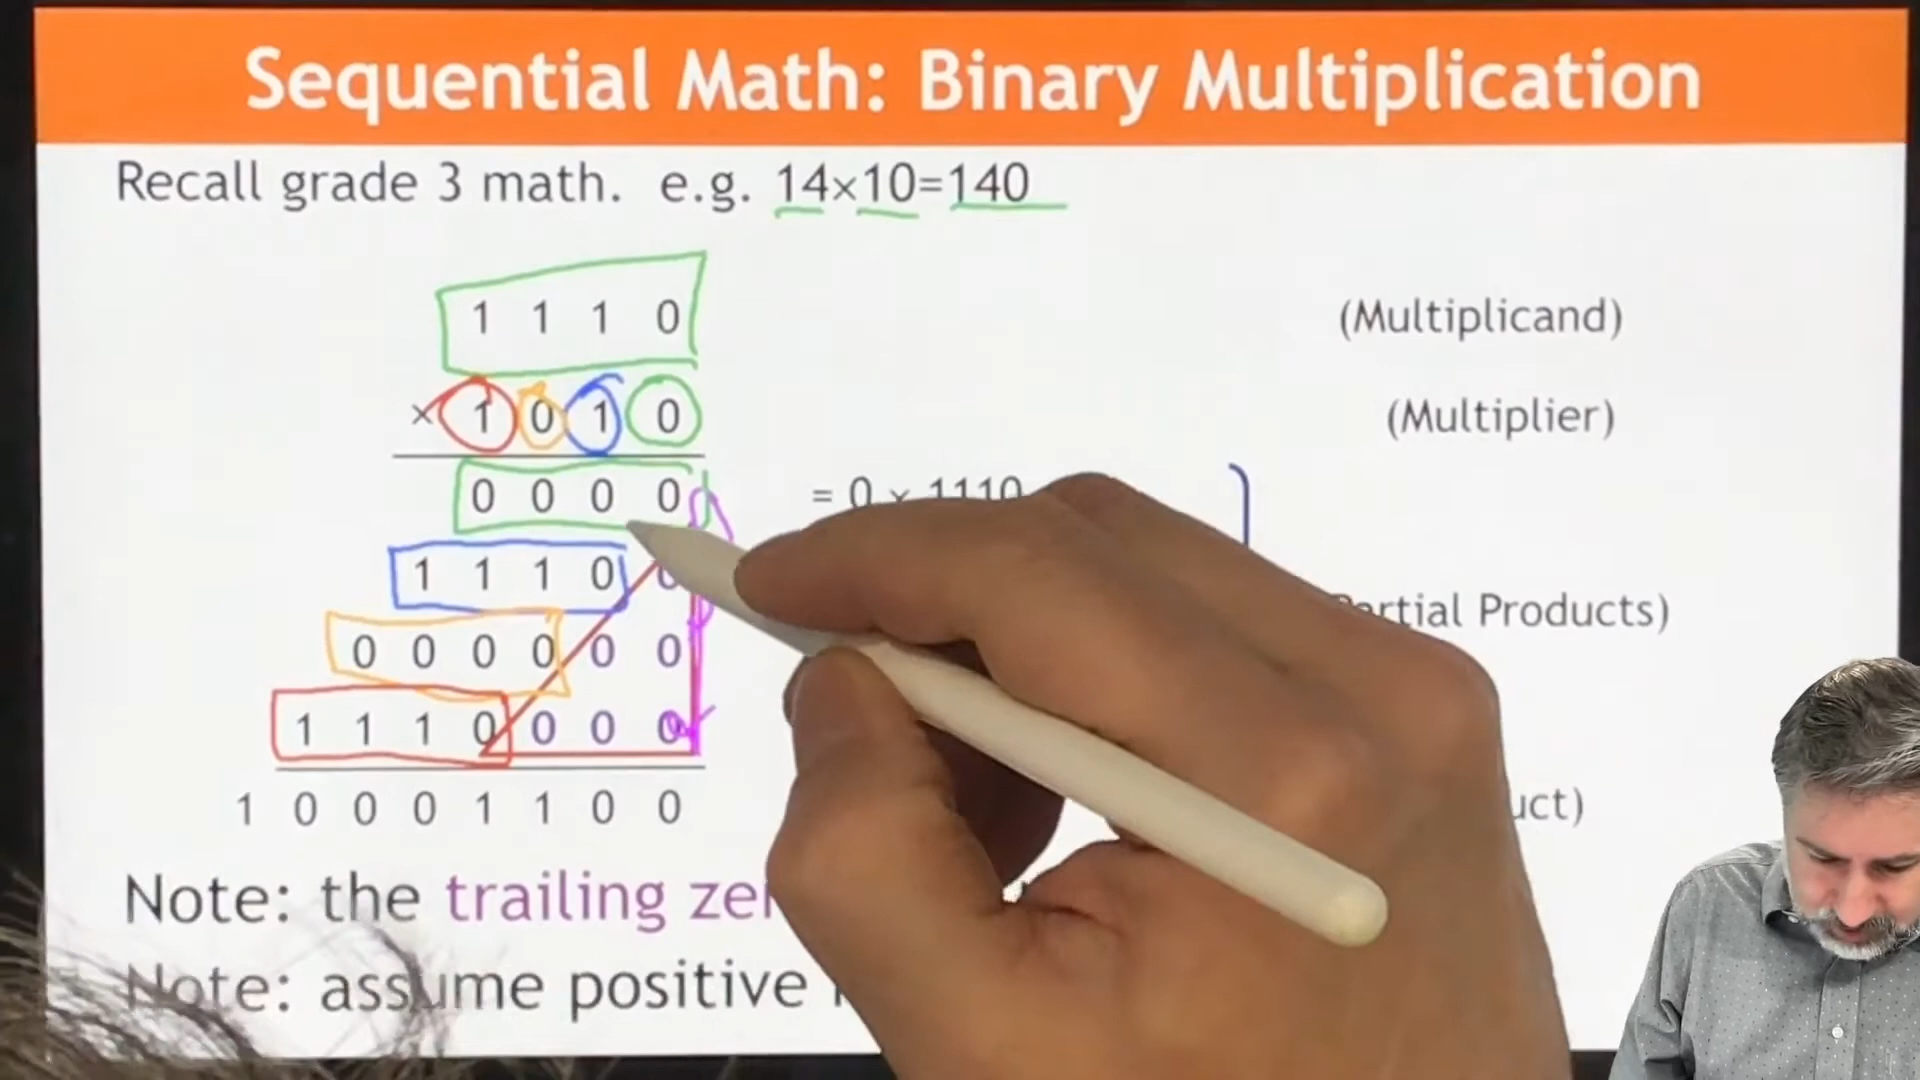 Sequential Math: Binary Multiplication
Recall grade 3 math. e.g. 14×10=140
1 1 1 0 (Multiplicand)
× 1 0 1 0 (Multiplier)
0 0 0 0 = 0 × 1110
1 1 1 0 0
0 0 0 0 0 0 Products)
1 1 1 0 0 0 0
1 0 0 0 1 1 0 0
Note: the trailing
Note: assume positive